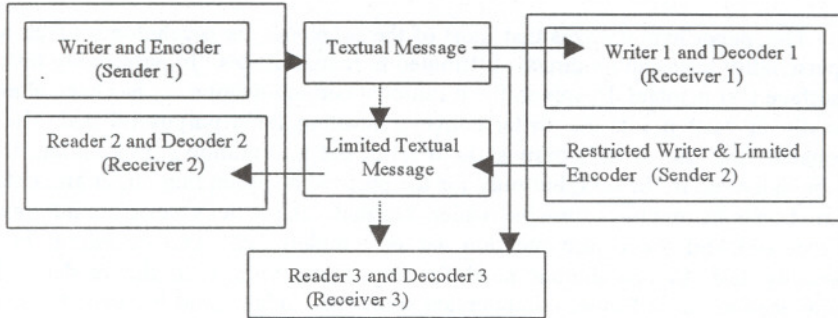 Writer and Encoder
(Sender 1)
Textual Message
Writer 1 and Decoder 1
(Receiver 1)
Reader 2 and Decoder 2
(Receiver 2)
Limited Textual
Message
Restricted Writer & Limited
Encoder (Sender 2)
Reader 3 and Decoder 3
(Receiver 3)